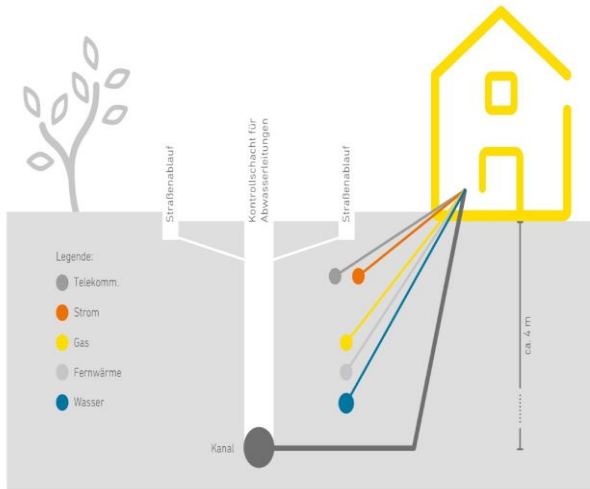 Straßenablauf
Kontrollschacht für
Abwasserleitungen
Straßenablauf
Legende:
Telekomm.
Strom
Gas
Fernwärme
Wasser
ca. 4 m
Kanal